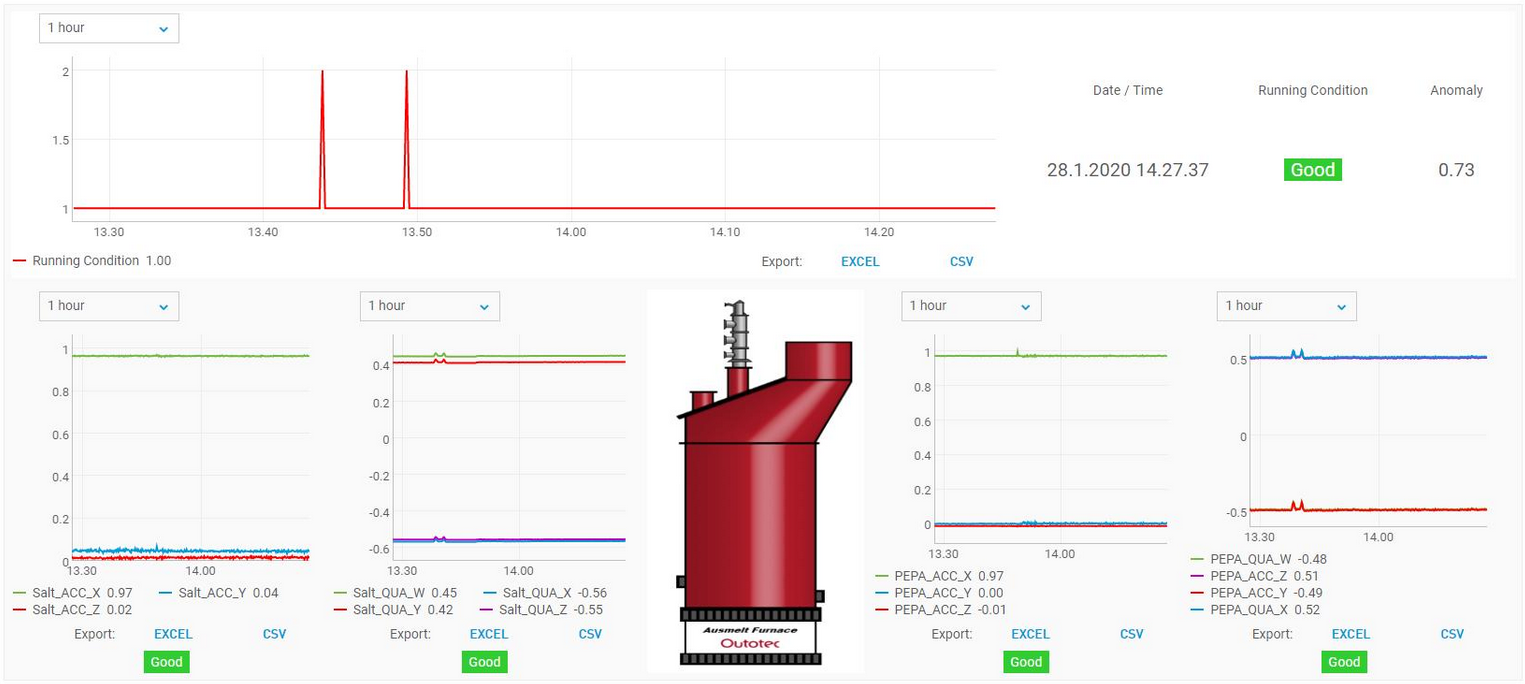 1 hour
2
1.5
1
13.30 13.40 13.50 14.00 14.10 14.20
Running Condition 1.00
Export: EXCEL CSV
Date / Time Running Condition Anomaly
28.1.2020 14.27.37 Good 0.73
1 hour
1
0.8
0.6
0.4
0.2
0
13.30 14.00
Salt_ACC_X 0.97 Salt_ACC_Y 0.04
Salt_ACC_Z 0.02
Export: EXCEL CSV
Good
1 hour
0.4
0.2
0
-0.2
-0.4
-0.6
13.30 14.00
Salt_QUA_W 0.45 Salt_QUA_X -0.56
Salt_QUA_Y 0.42 Salt_QUA_Z -0.55
Export: EXCEL CSV
Good
Ausmelt Furnace
Outotec
1 hour
1
0.8
0.6
0.4
0.2
0
13.30 14.00
PEPA_ACC_X 0.97
PEPA_ACC_Y 0.00
PEPA_ACC_Z -0.01
Export: EXCEL CSV
Good
1 hour
0.5
0
-0.5
13.30 14.00
PEPA_QUA_W -0.48
PEPA_ACC_Z 0.51
PEPA_ACC_Y -0.49
PEPA_QUA_X 0.52
Export: EXCEL CSV
Good